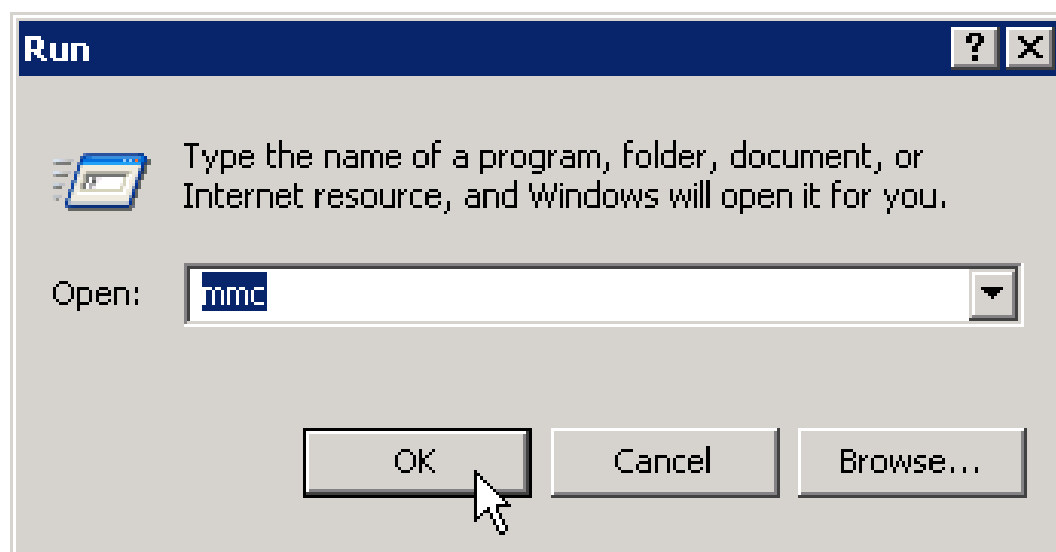 Run
Type the name of a program, folder, document, or
Internet resource, and Windows will open it for you.
Open: mmc
OK Cancel Browse...